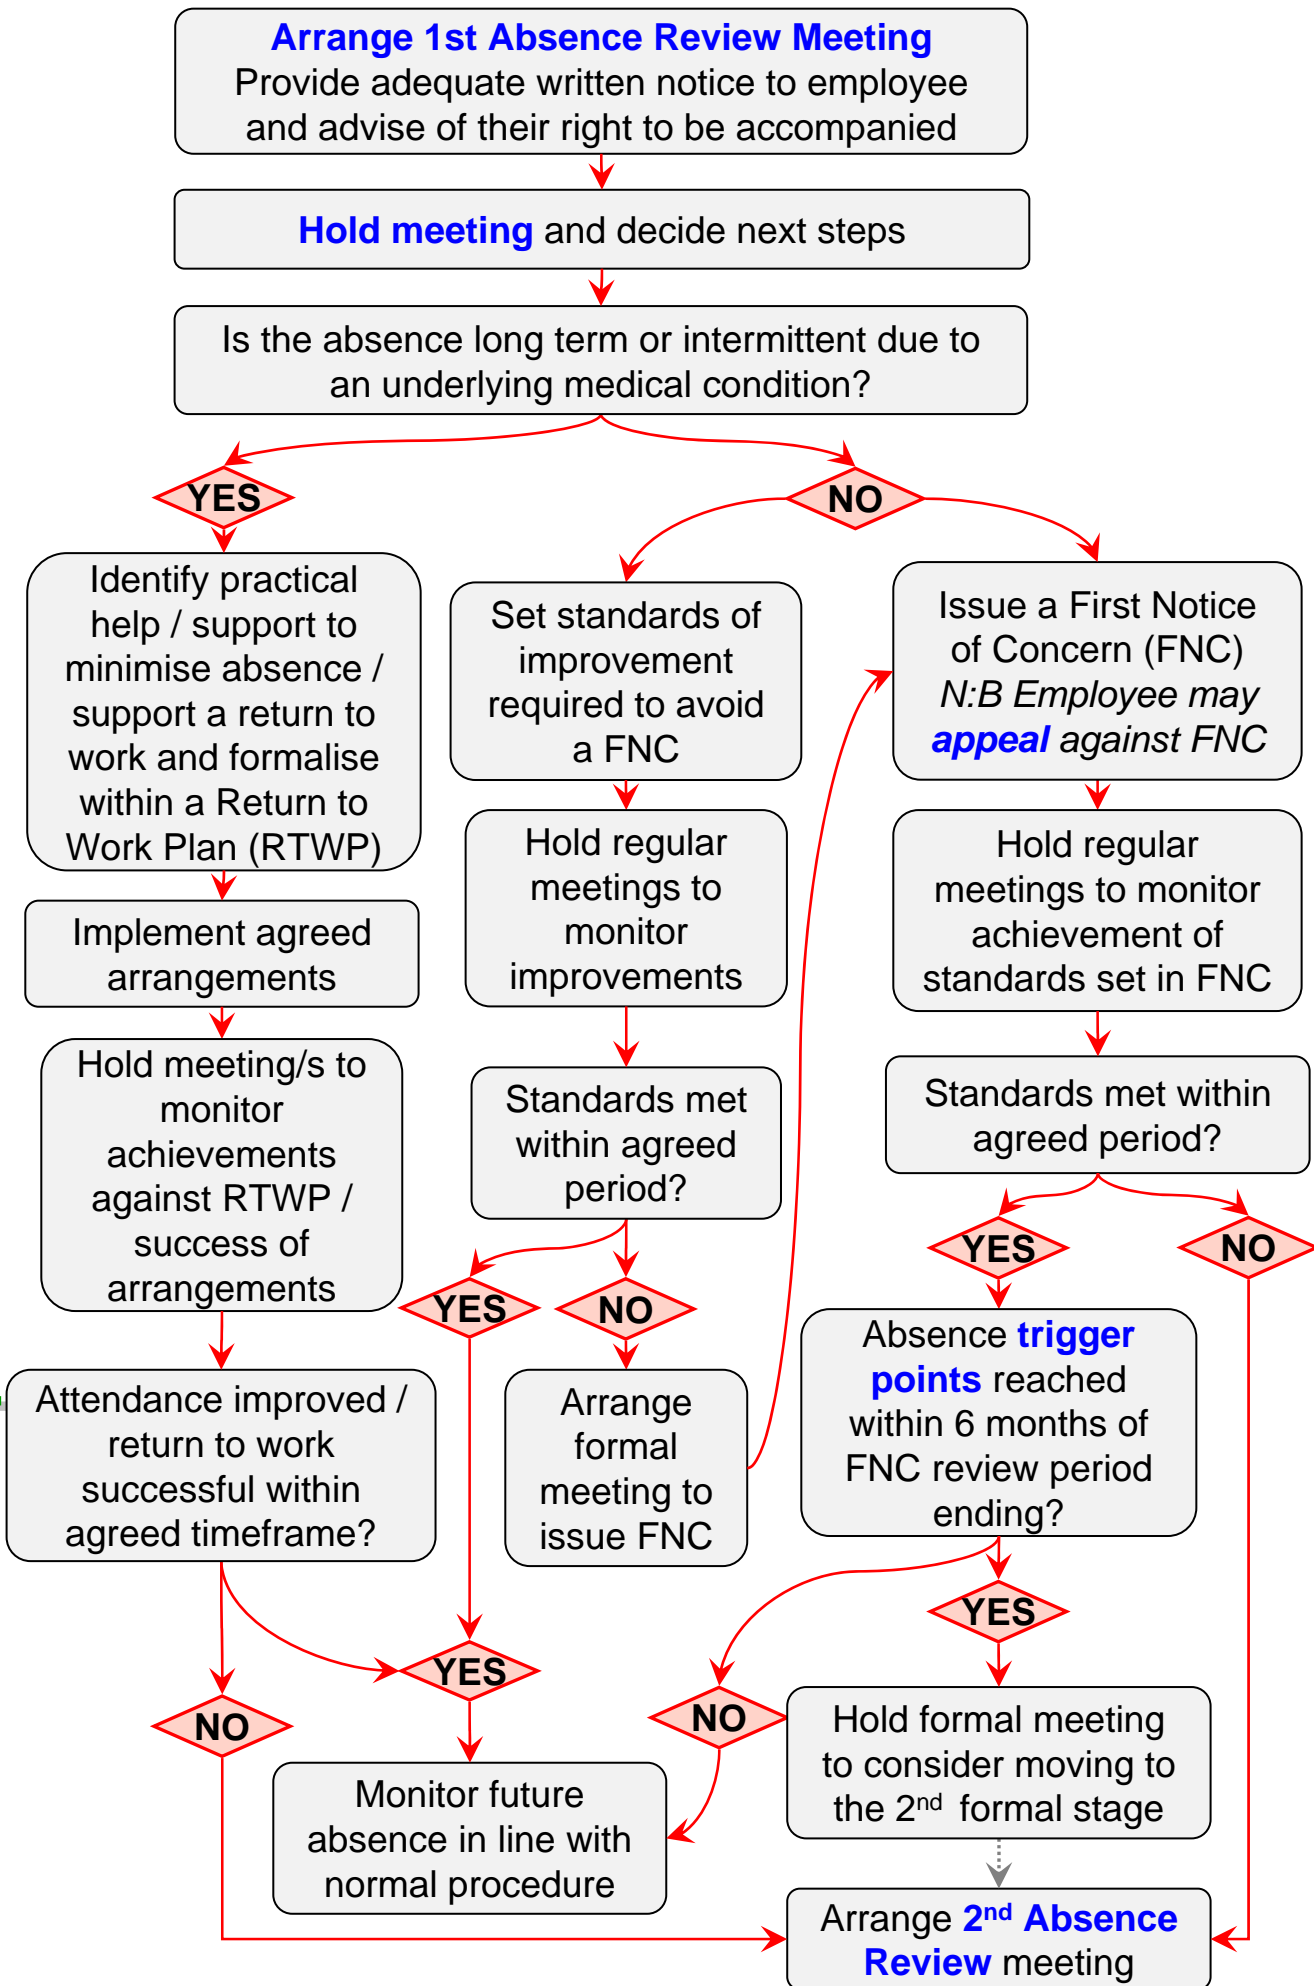 Arrange 1st Absence Review Meeting
Provide adequate written notice to employee
and advise of their right to be accompanied
Hold meeting and decide next steps
Is the absence long term or intermittent due to
an underlying medical condition?
YES
NO
Identify practical
help / support to
minimise absence /
support a return to
work and formalise
within a Return to
Work Plan (RTWP)
Set standards of
improvement
required to avoid
a FNC
Issue a First Notice
of Concern (FNC)
N:B Employee may
appeal against FNC
Implement agreed
arrangements
Hold regular
meetings to
monitor
improvements
Hold regular
meetings to monitor
achievement of
standards set in FNC
Hold meeting/s to
monitor
achievements
against RTWP /
success of
arrangements
Standards met
within agreed
period?
Standards met within
agreed period?
YES
NO
YES
NO
Attendance improved /
return to work
successful within
agreed timeframe?
Arrange
formal
meeting to
issue FNC
Absence trigger
points reached
within 6 months of
FNC review period
ending?
YES
YES
NO
NO
Monitor future
absence in line with
normal procedure
Hold formal meeting
to consider moving to
the 2nd formal stage
Arrange 2nd Absence
Review meeting